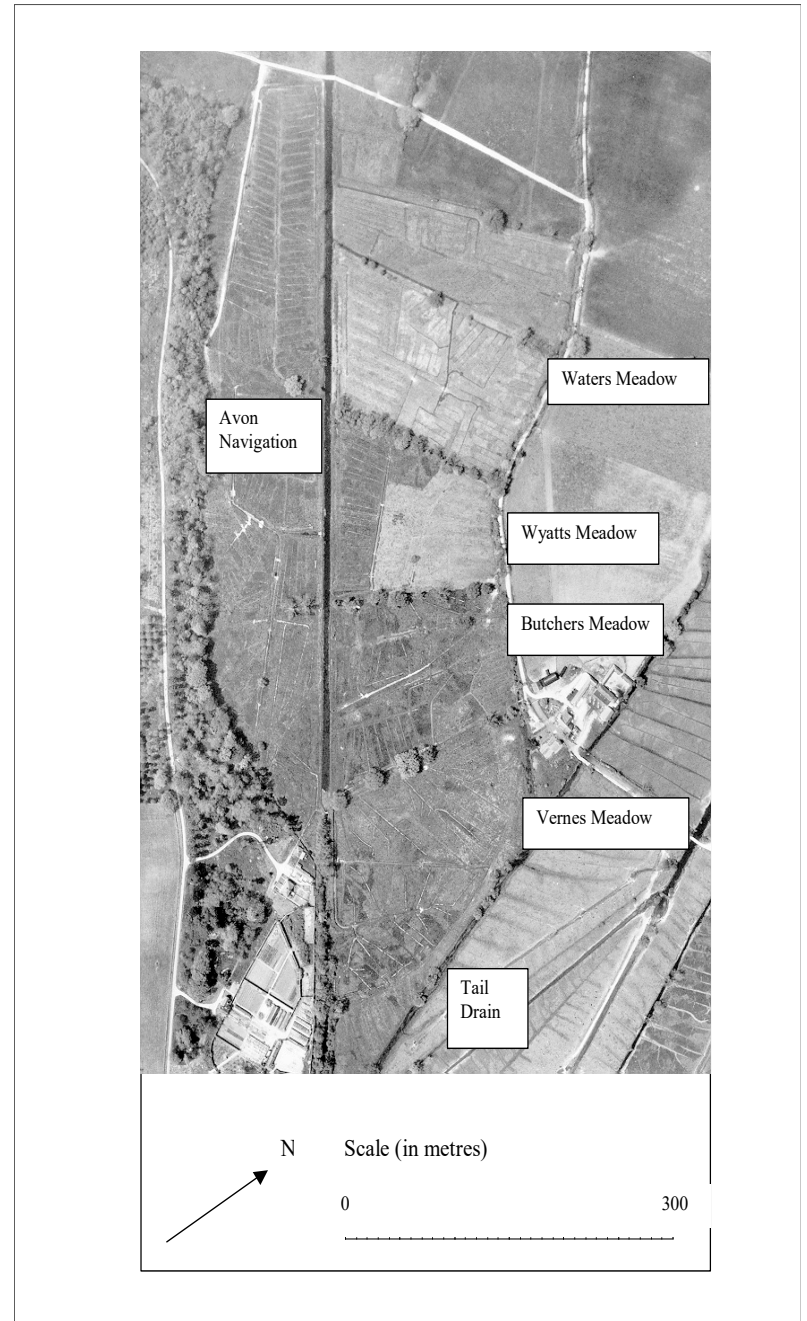 Waters Meadow
Avon
Navigation
Wyatts Meadow
Butchers Meadow
Vernes Meadow
Tail
Drain
N Scale (in metres)
0 300